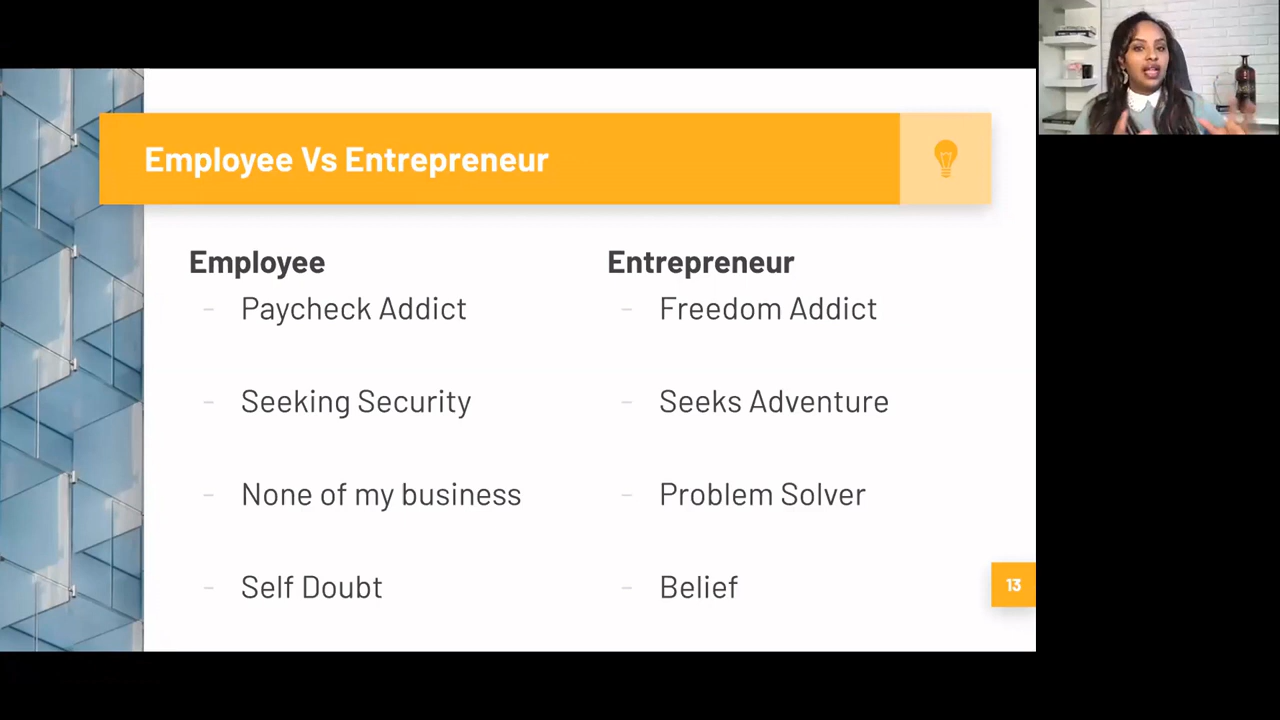 Employee Vs Entrepreneur
Employee
- Paycheck Addict
- Seeking Security
- None of my business
- Self Doubt
Entrepreneur
- Freedom Addict
- Seeks Adventure
- Problem Solver
- Belief
13